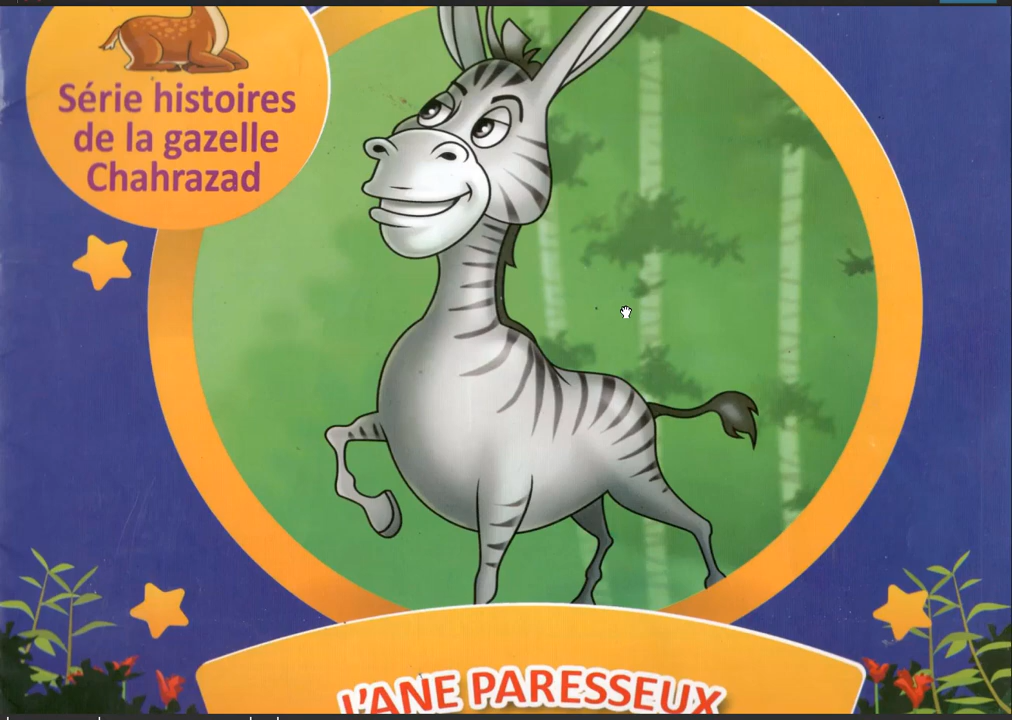 Série histoires
de la gazelle
Chahrazad
L'ANE PARESSEUX